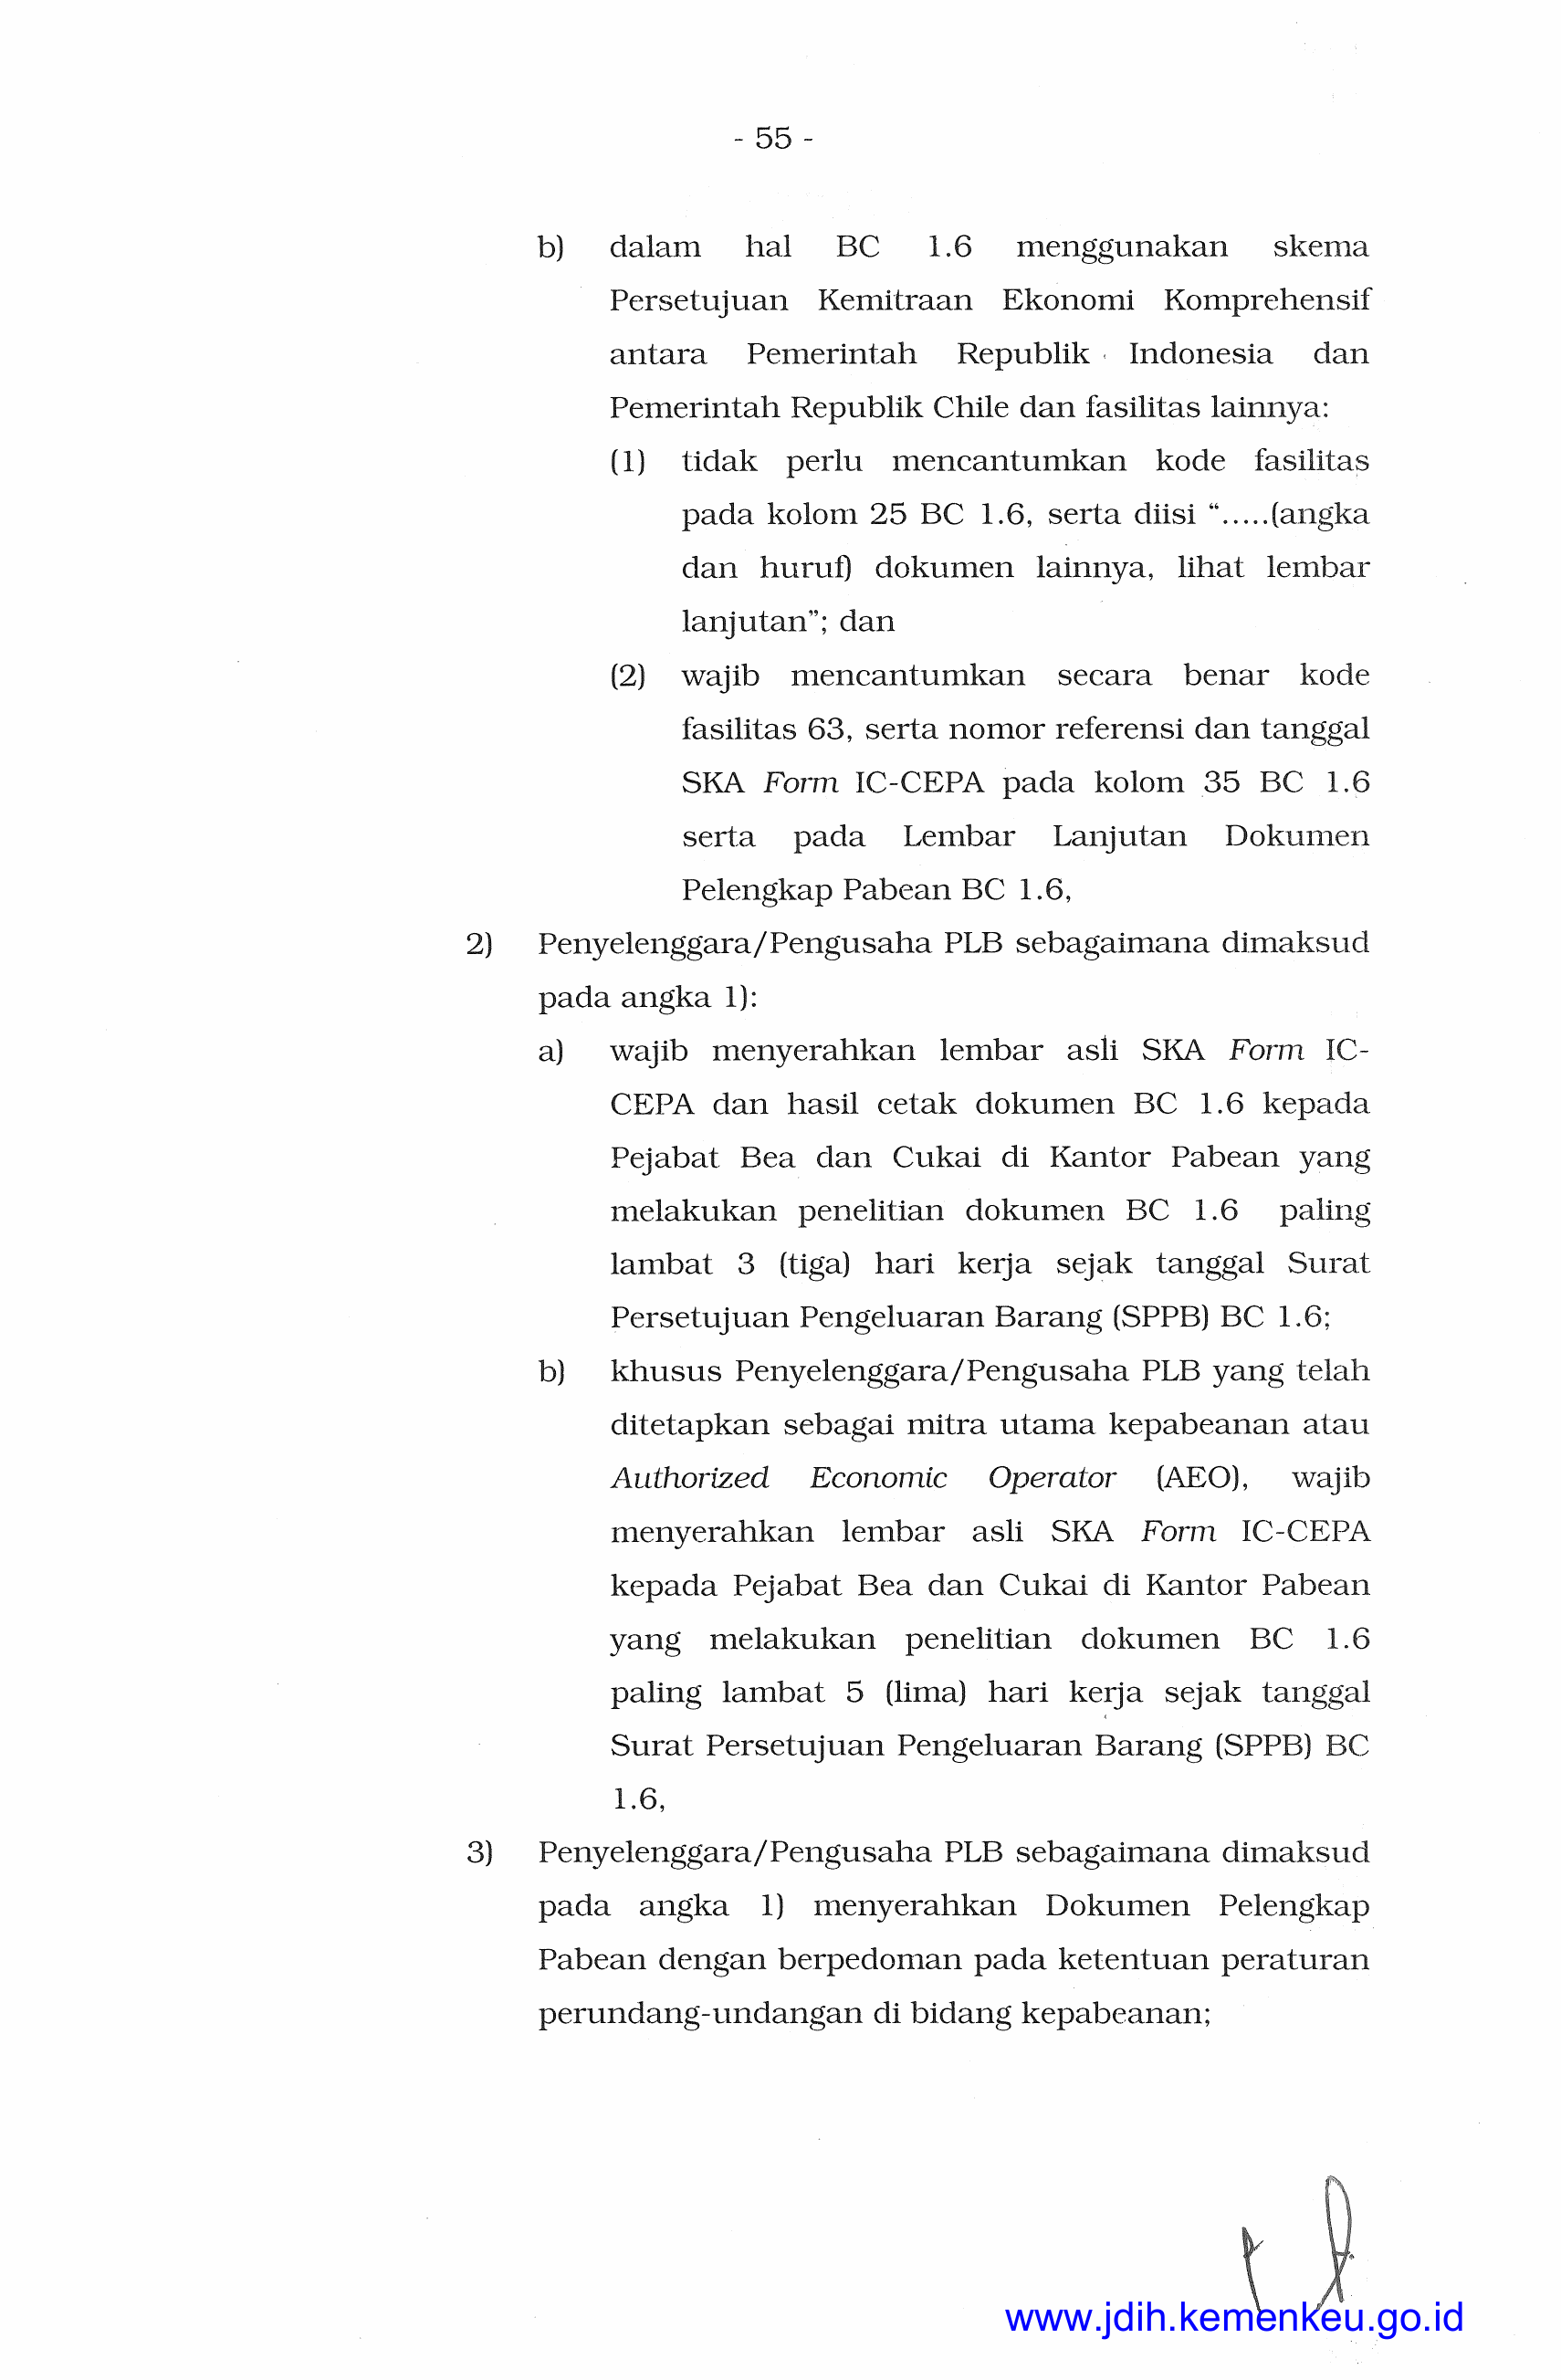 - 55 -
b) dalam hal BC 1.6 menggunakan skema
Persetujuan Kemitraan Ekonomi Komprehensif
antara Pemerintah Republik Indonesia dan
Pemerintah Republik Chile dan fasilitas lainnya:
(1) tidak perlu mencantumkan kode fasilitas
pada kolom 25 BC 1.6, serta diisi “.....(angka
dan huruf) dokumen lainnya, lihat lembar
lanjutan”; dan
(2) wajib mencantumkan secara benar kode
fasilitas 63, serta nomor referensi dan tanggal
SKA Form IC-CEPA pada kolom 35 BC 1.6
serta pada Lembar Lanjutan Dokumen
Pelengkap Pabean BC 1.6,
2) Penyelenggara/Pengusaha PLB sebagaimana dimaksud
pada angka 1):
a) wajib menyerahkan lembar asli SKA Form IC-
CEPA dan hasil cetak dokumen BC 1.6 kepada
Pejabat Bea dan Cukai di Kantor Pabean yang
melakukan penelitian dokumen BC 1.6 paling
lambat 3 (tiga) hari kerja sejak tanggal Surat
Persetujuan Pengeluaran Barang (SPPB) BC 1.6;
b) khusus Penyelenggara/Pengusaha PLB yang telah
ditetapkan sebagai mitra utama kepabeanan atau
Authorized Economic Operator (AEO), wajib
menyerahkan lembar asli SKA Form IC-CEPA
kepada Pejabat Bea dan Cukai di Kantor Pabean
yang melakukan penelitian dokumen BC 1.6
paling lambat 5 (lima) hari kerja sejak tanggal
Surat Persetujuan Pengeluaran Barang (SPPB) BC
1.6,
3) Penyelenggara/Pengusaha PLB sebagaimana dimaksud
pada angka 1) menyerahkan Dokumen Pelengkap
Pabean dengan berpedoman pada ketentuan peraturan
perundang-undangan di bidang kepabeanan;
www.jdih.kemenkeu.go.id